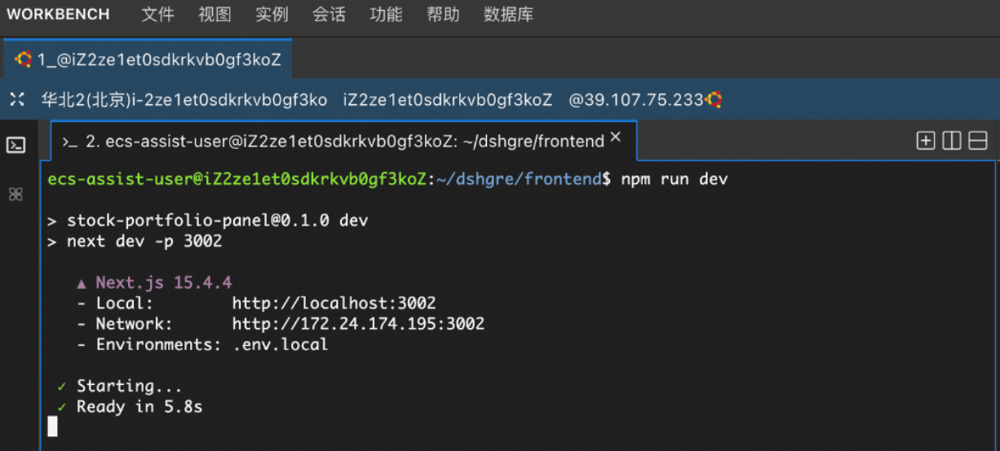 WORKBENCH 文件 视图 实例 会话 功能 帮助 数据库
1_@iZ2ze1et0sdkrkvb0gf3koZ
华北2(北京)i-2ze1et0sdkrkvb0gf3ko iZ2ze1et0sdkrkvb0gf3koZ @39.107.75.233
>_ 2. ecs-assist-user@iZ2ze1et0sdkrkvb0gf3koZ: ~/dshgre/frontend ×
ecs-assist-user@iZ2ze1et0sdkrkvb0gf3koZ:~/dshgre/frontend$ npm run dev
> stock-portfolio-panel@0.1.0 dev
> next dev -p 3002
▲ Next.js 15.4.4
- Local: http://localhost:3002
- Network: http://172.24.174.195:3002
- Environments: .env.local
✓ Starting...
✓ Ready in 5.8s